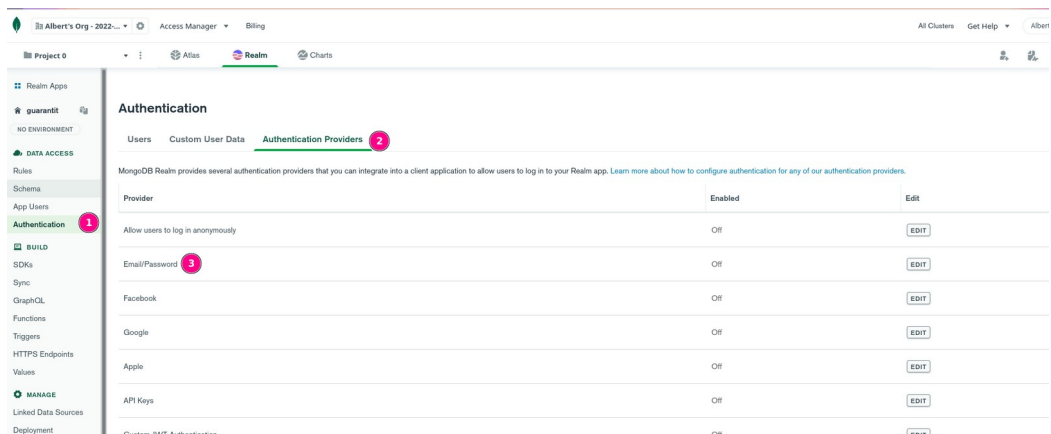 Albert's Org - 2022-... Access Manager Billing All Clusters Get Help Albert
Project 0 Atlas Realm Charts
Realm Apps
guarantit
NO ENVIRONMENT
DATA ACCESS
Rules
Schema
App Users
Authentication 1
BUILD
SDKs
Sync
GraphQL
Functions
Triggers
HTTPS Endpoints
Values
MANAGE
Linked Data Sources
Deployment
Authentication
Users Custom User Data Authentication Providers 2
MongoDB Realm provides several authentication providers that you can integrate into a client application to allow users to log in to your Realm app. Learn more about how to configure authentication for any of our authentication providers.
Provider Enabled Edit
Allow users to log in anonymously Off EDIT
Email/Password 3 Off EDIT
Facebook Off EDIT
Google Off EDIT
Apple Off EDIT
API Keys Off EDIT
Custom JWT Authentication Off EDIT